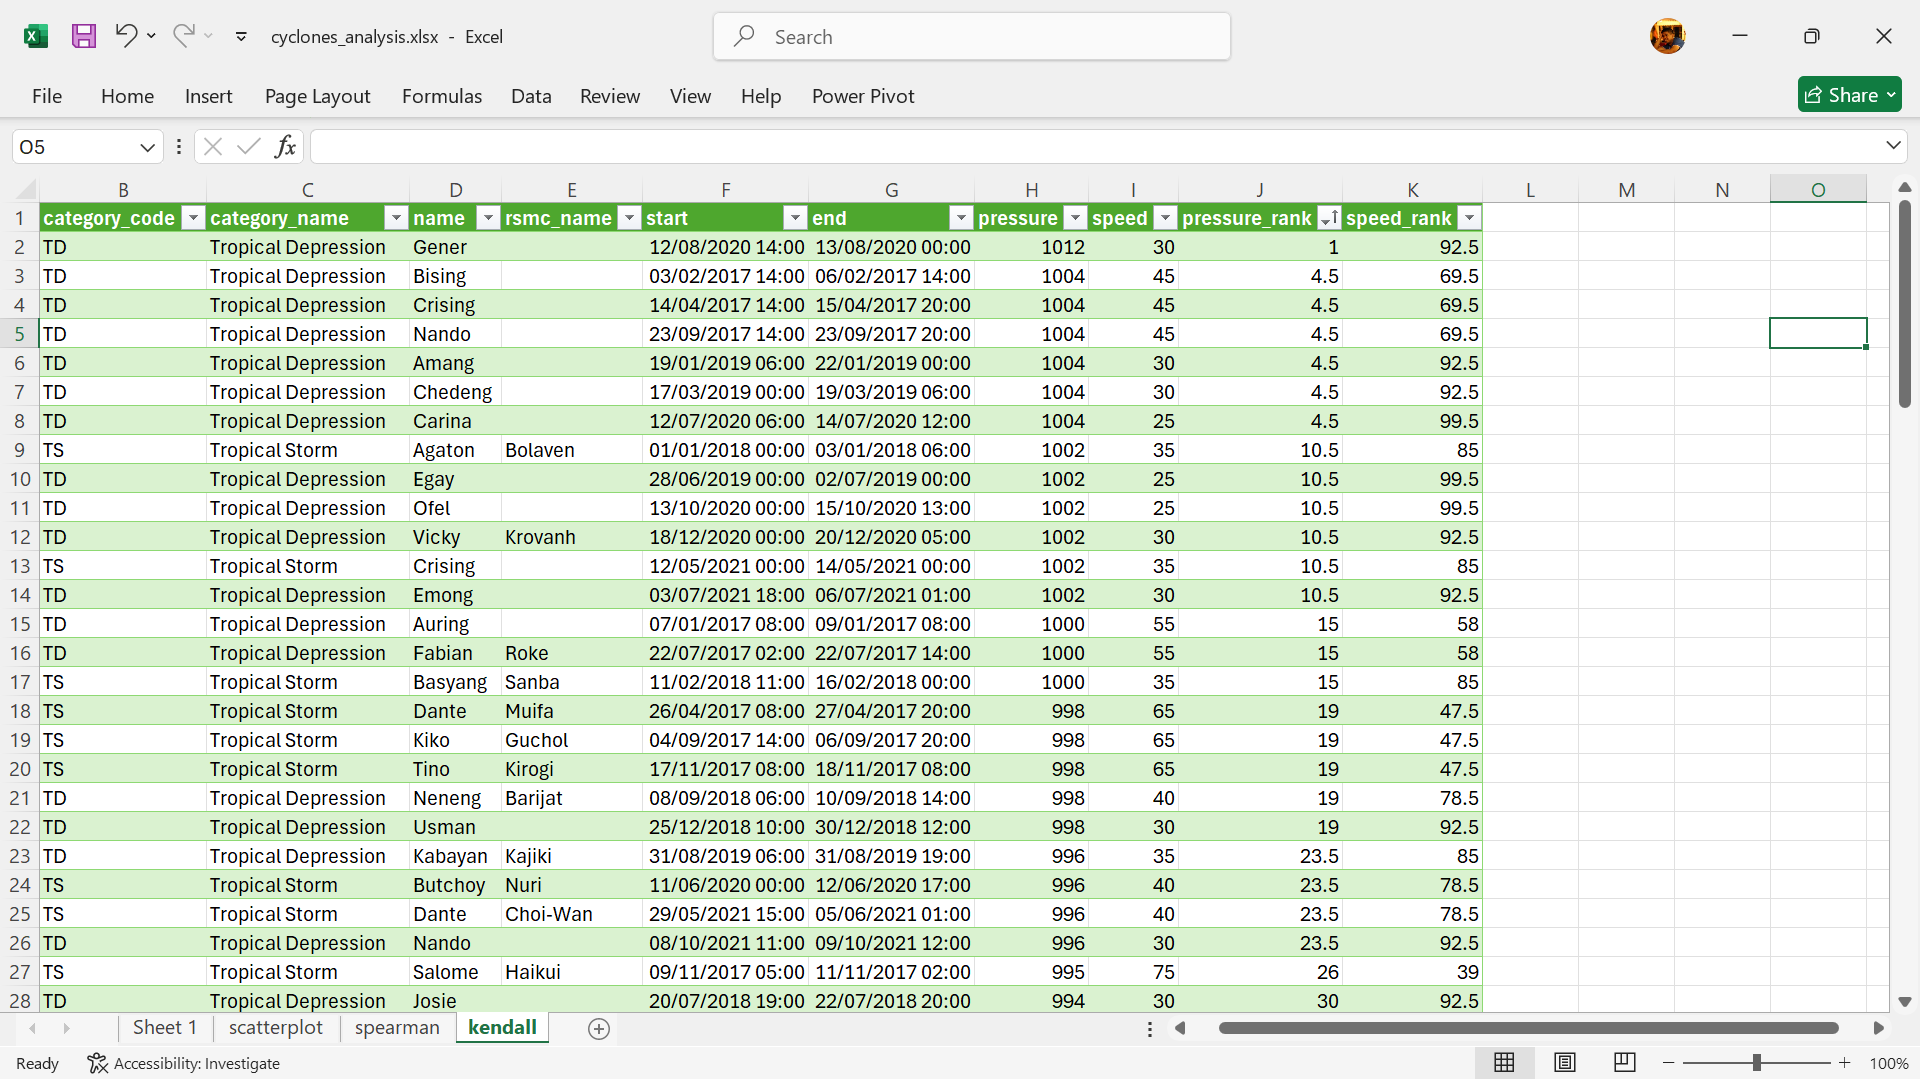 cyclones_analysis.xlsx - Excel
Search
File Home Insert Page Layout Formulas Data Review View Help Power Pivot Share
O5 fx
B C D E F G H I J K L M N O
1 category_code category_name name rsmc_name start end pressure speed pressure_rank speed_rank
2 TD Tropical Depression Gener 12/08/2020 14:00 13/08/2020 00:00 1012 30 1 92.5
3 TD Tropical Depression Bising 03/02/2017 14:00 06/02/2017 14:00 1004 45 4.5 69.5
4 TD Tropical Depression Crising 14/04/2017 14:00 15/04/2017 20:00 1004 45 4.5 69.5
5 TD Tropical Depression Nando 23/09/2017 14:00 23/09/2017 20:00 1004 45 4.5 69.5
6 TD Tropical Depression Amang 19/01/2019 06:00 22/01/2019 00:00 1004 30 4.5 92.5
7 TD Tropical Depression Chedeng 17/03/2019 00:00 19/03/2019 06:00 1004 30 4.5 92.5
8 TD Tropical Depression Carina 12/07/2020 06:00 14/07/2020 12:00 1004 25 4.5 99.5
9 TS Tropical Storm Agaton Bolaven 01/01/2018 00:00 03/01/2018 06:00 1002 35 10.5 85
10 TD Tropical Depression Egay 28/06/2019 00:00 02/07/2019 00:00 1002 25 10.5 99.5
11 TD Tropical Depression Ofel 13/10/2020 00:00 15/10/2020 13:00 1002 25 10.5 99.5
12 TD Tropical Depression Vicky Krovanh 18/12/2020 00:00 20/12/2020 05:00 1002 30 10.5 92.5
13 TS Tropical Storm Crising 12/05/2021 00:00 14/05/2021 00:00 1002 35 10.5 85
14 TD Tropical Depression Emong 03/07/2021 18:00 06/07/2021 01:00 1002 30 10.5 92.5
15 TD Tropical Depression Auring 07/01/2017 08:00 09/01/2017 08:00 1000 55 15 58
16 TD Tropical Depression Fabian Roke 22/07/2017 02:00 22/07/2017 14:00 1000 55 15 58
17 TS Tropical Storm Basyang Sanba 11/02/2018 11:00 16/02/2018 00:00 1000 35 15 85
18 TS Tropical Storm Dante Muifa 26/04/2017 08:00 27/04/2017 20:00 998 65 19 47.5
19 TS Tropical Storm Kiko Guchol 04/09/2017 14:00 06/09/2017 20:00 998 65 19 47.5
20 TS Tropical Storm Tino Kirogi 17/11/2017 08:00 18/11/2017 08:00 998 65 19 47.5
21 TD Tropical Depression Neneng Barijat 08/09/2018 06:00 10/09/2018 14:00 998 40 19 78.5
22 TD Tropical Depression Usman 25/12/2018 10:00 30/12/2018 12:00 998 30 19 92.5
23 TD Tropical Depression Kabayan Kajiki 31/08/2019 06:00 31/08/2019 19:00 996 35 23.5 85
24 TS Tropical Storm Butchoy Nuri 11/06/2020 00:00 12/06/2020 17:00 996 40 23.5 78.5
25 TS Tropical Storm Dante Choi-Wan 29/05/2021 15:00 05/06/2021 01:00 996 40 23.5 78.5
26 TD Tropical Depression Nando 08/10/2021 11:00 09/10/2021 12:00 996 30 23.5 92.5
27 TS Tropical Storm Salome Haikui 09/11/2017 05:00 11/11/2017 02:00 995 75 26 39
28 TD Tropical Depression Josie 20/07/2018 19:00 22/07/2018 20:00 994 30 30 92.5
Sheet 1 scatterplot spearman kendall
Ready Accessibility: Investigate 100%